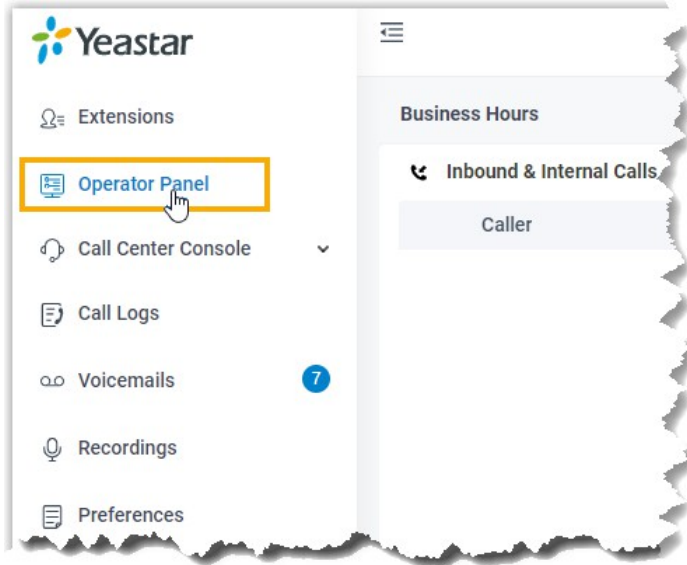 Yeastar
Extensions
Operator Panel
Call Center Console
Call Logs
Voicemails 7
Recordings
Preferences
Business Hours
Inbound & Internal Calls
Caller